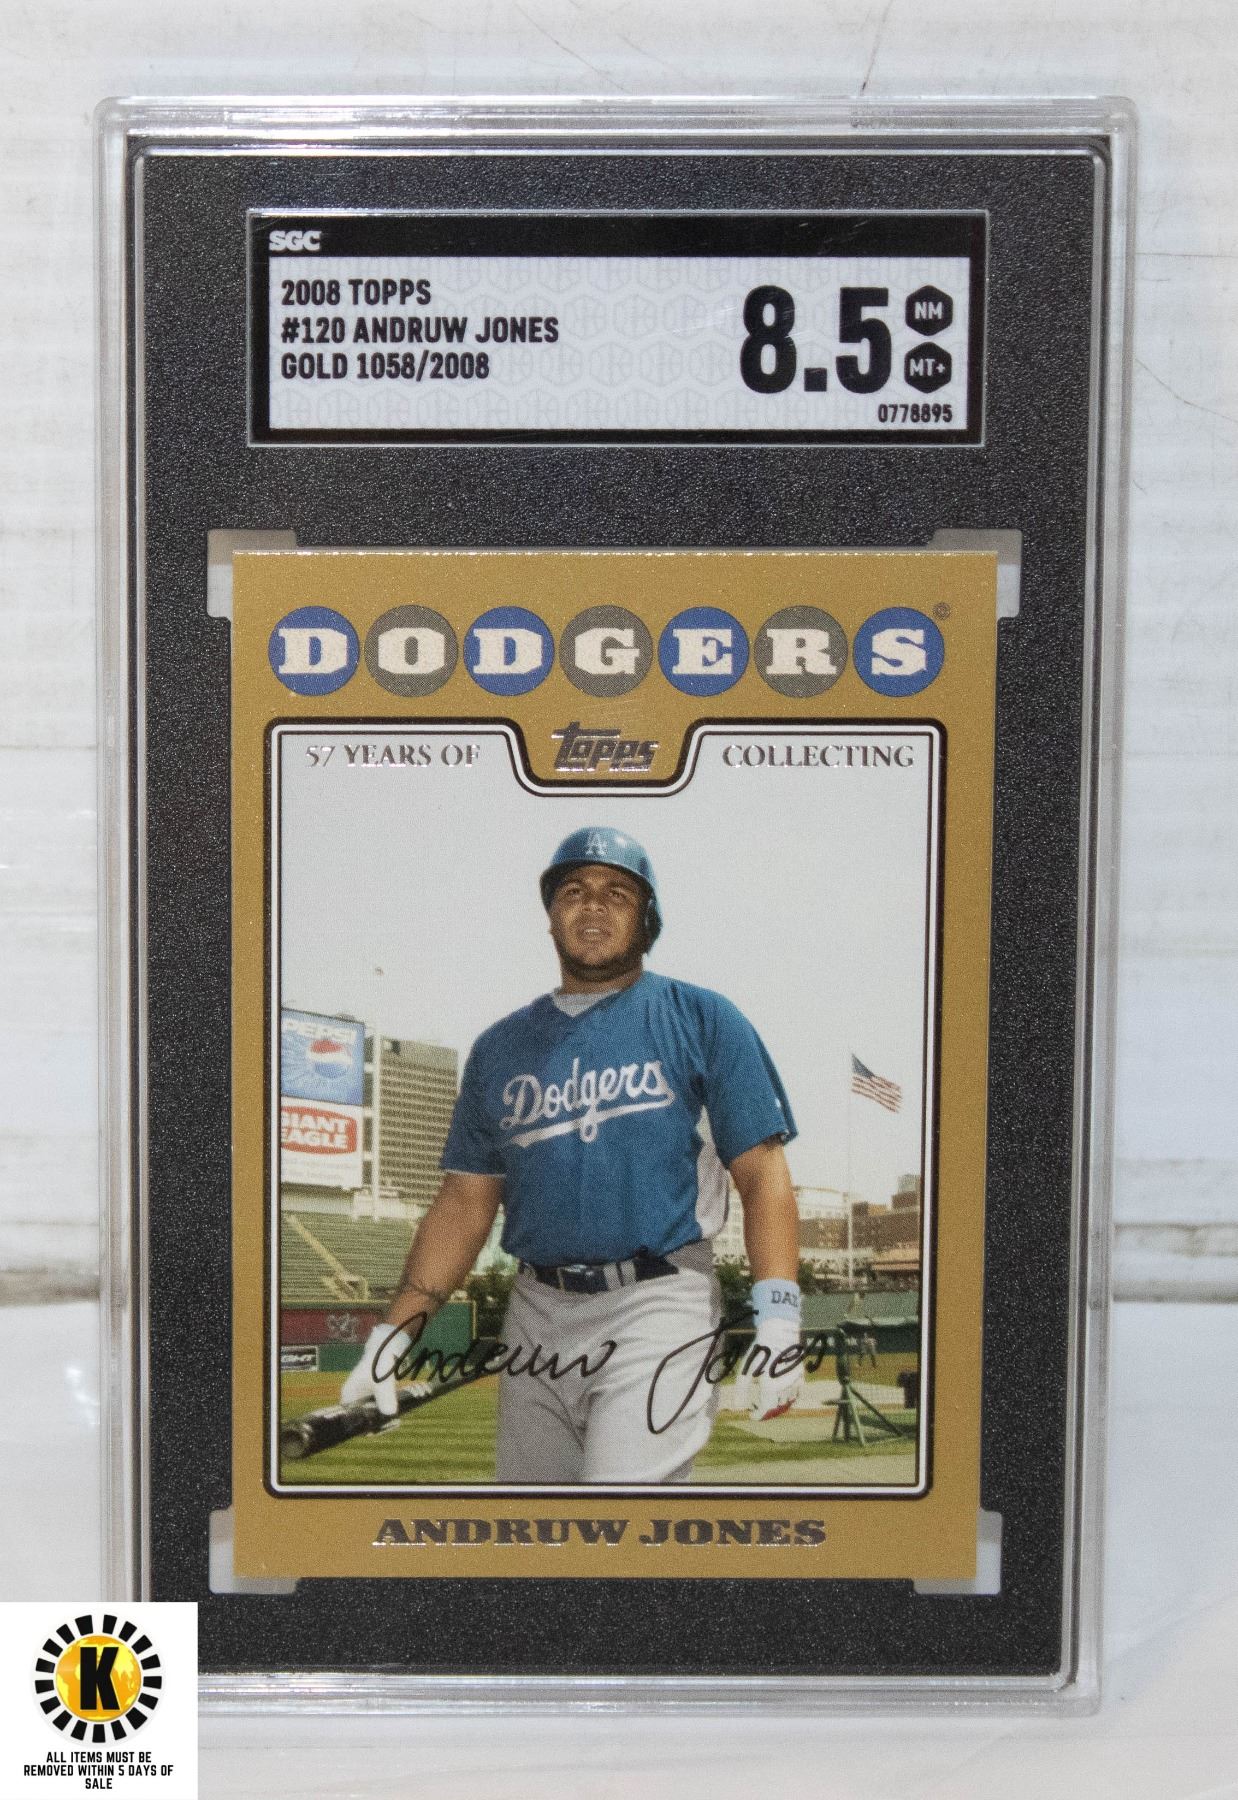 SGC
2008 TOPPS
#120 ANDRUW JONES
GOLD 1058/2008
8.5
NM
MT+
0778895
DODGERS®
57 YEARS OF
topps
COLLECTING
A
PEPSI
GIANT
EAGLE
Dodgers
DAZ
Andruw Jones
ANDRUW JONES
K
ALL ITEMS MUST BE
REMOVED WITHIN 5 DAYS OF
SALE